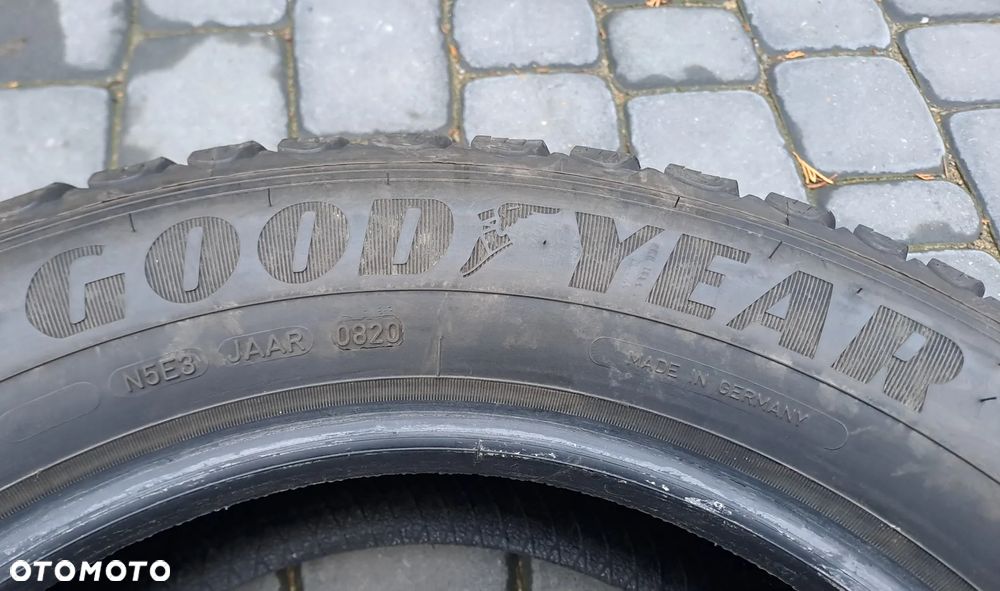 GOODYEAR
N5E3 JAAR 0820
MADE IN GERMANY
OTOMOTO